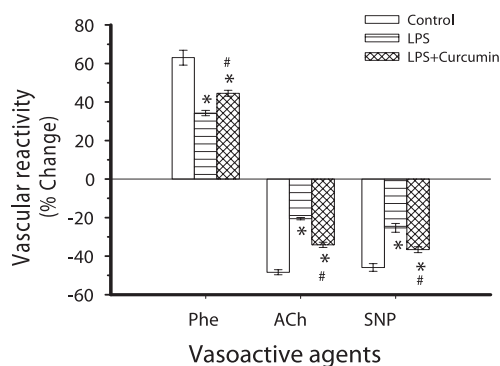 Control
LPS
LPS+Curcumin
Vascular reactivity
(% Change)
80
60
40
20
0
-20
-40
-60
#
*
*
*
*
#
*
*
#
Phe ACh SNP
Vasoactive agents